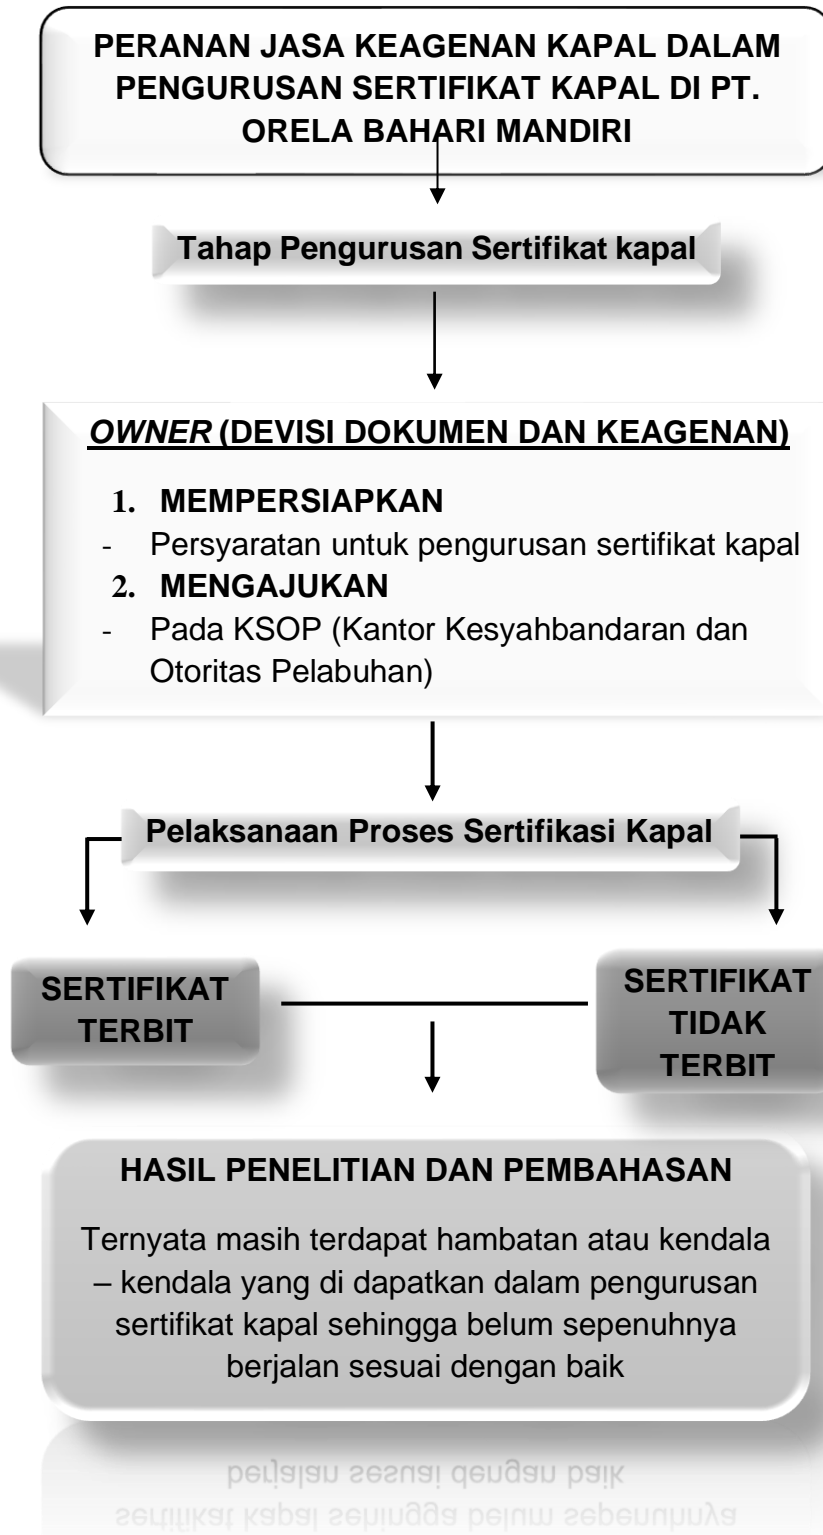 PERANAN JASA KEAGENAN KAPAL DALAM
PENGURUSAN SERTIFIKAT KAPAL DI PT.
ORELA BAHARI MANDIRI
Tahap Pengurusan Sertifikat kapal
OWNER (DEVISI DOKUMEN DAN KEAGENAN)
1. MEMPERSIAPKAN
- Persyaratan untuk pengurusan sertifikat kapal
2. MENGAJUKAN
- Pada KSOP (Kantor Kesyahbandaran dan
Otoritas Pelabuhan)
Pelaksanaan Proses Sertifikasi Kapal
SERTIFIKAT
TERBIT
SERTIFIKAT
TIDAK
TERBIT
HASIL PENELITIAN DAN PEMBAHASAN
Ternyata masih terdapat hambatan atau kendala
– kendala yang di dapatkan dalam pengurusan
sertifikat kapal sehingga belum sepenuhnya
berjalan sesuai dengan baik